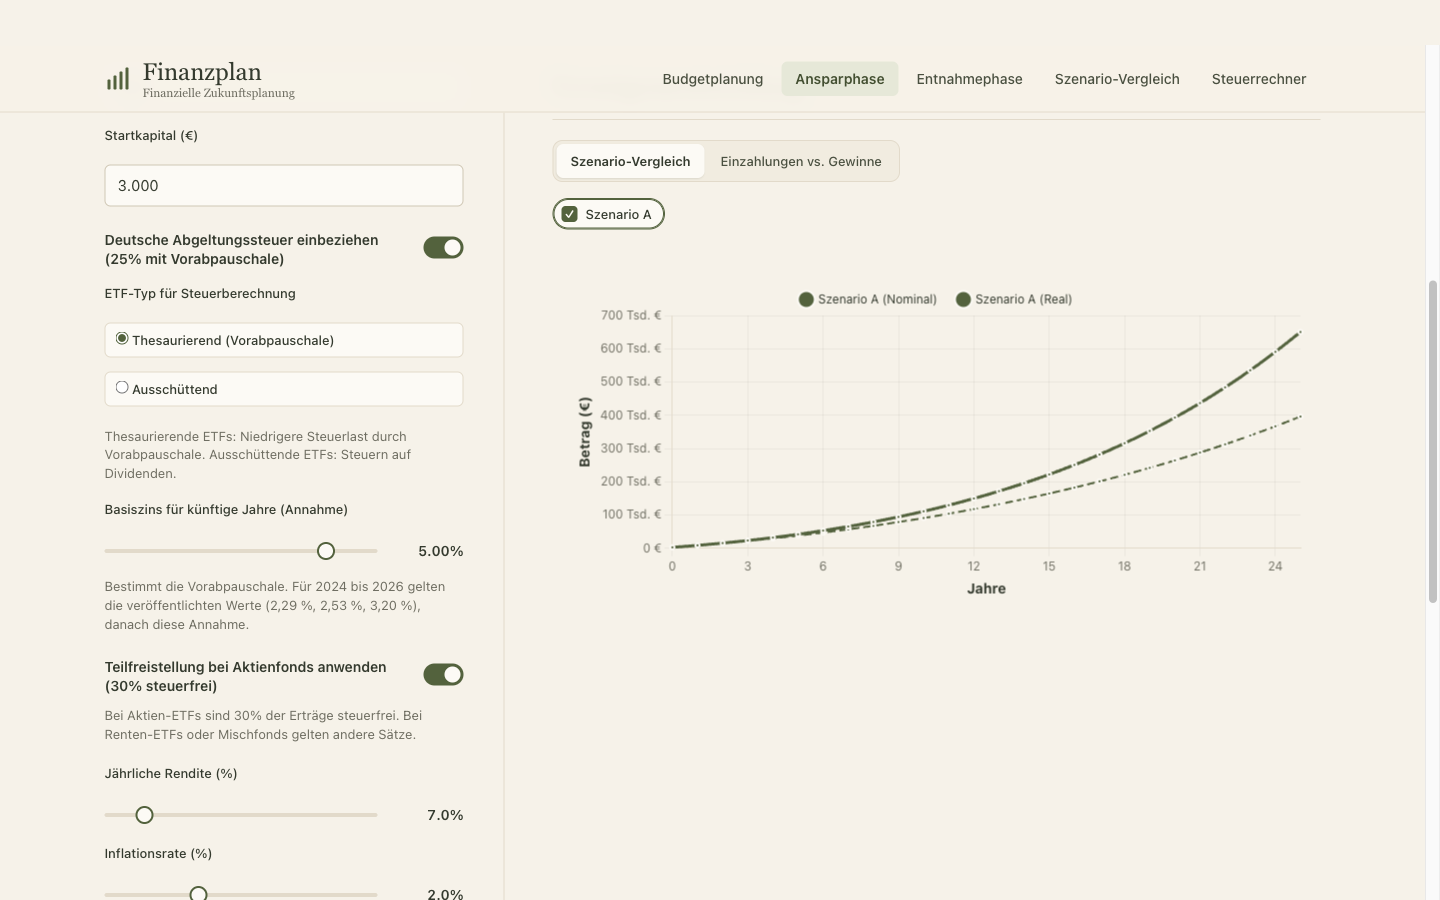 Finanzplan
Finanzielle Zukunftsplanung
Budgetplanung
Ansparphase
Entnahmephase
Szenario-Vergleich
Steuerrechner
Startkapital (€)
3.000
Deutsche Abgeltungssteuer einbeziehen
(25% mit Vorabpauschale)
ETF-Typ für Steuerberechnung
Thesaurierend (Vorabpauschale)
Ausschüttend
Thesaurierende ETFs: Niedrigere Steuerlast durch
Vorabpauschale. Ausschüttende ETFs: Steuern auf
Dividenden.
Basiszins für künftige Jahre (Annahme)
5.00%
Bestimmt die Vorabpauschale. Für 2024 bis 2026 gelten
die veröffentlichten Werte (2,29 %, 2,53 %, 3,20 %),
danach diese Annahme.
Teilfreistellung bei Aktienfonds anwenden
(30% steuerfrei)
Bei Aktien-ETFs sind 30% der Erträge steuerfrei. Bei
Renten-ETFs oder Mischfonds gelten andere Sätze.
Jährliche Rendite (%)
7.0%
Inflationsrate (%)
2.0%
Szenario-Vergleich
Einzahlungen vs. Gewinne
Szenario A
Szenario A (Nominal)
Szenario A (Real)
700 Tsd. €
600 Tsd. €
500 Tsd. €
400 Tsd. €
300 Tsd. €
200 Tsd. €
100 Tsd. €
0 €
Betrag (€)
0
3
6
9
12
15
18
21
24
Jahre